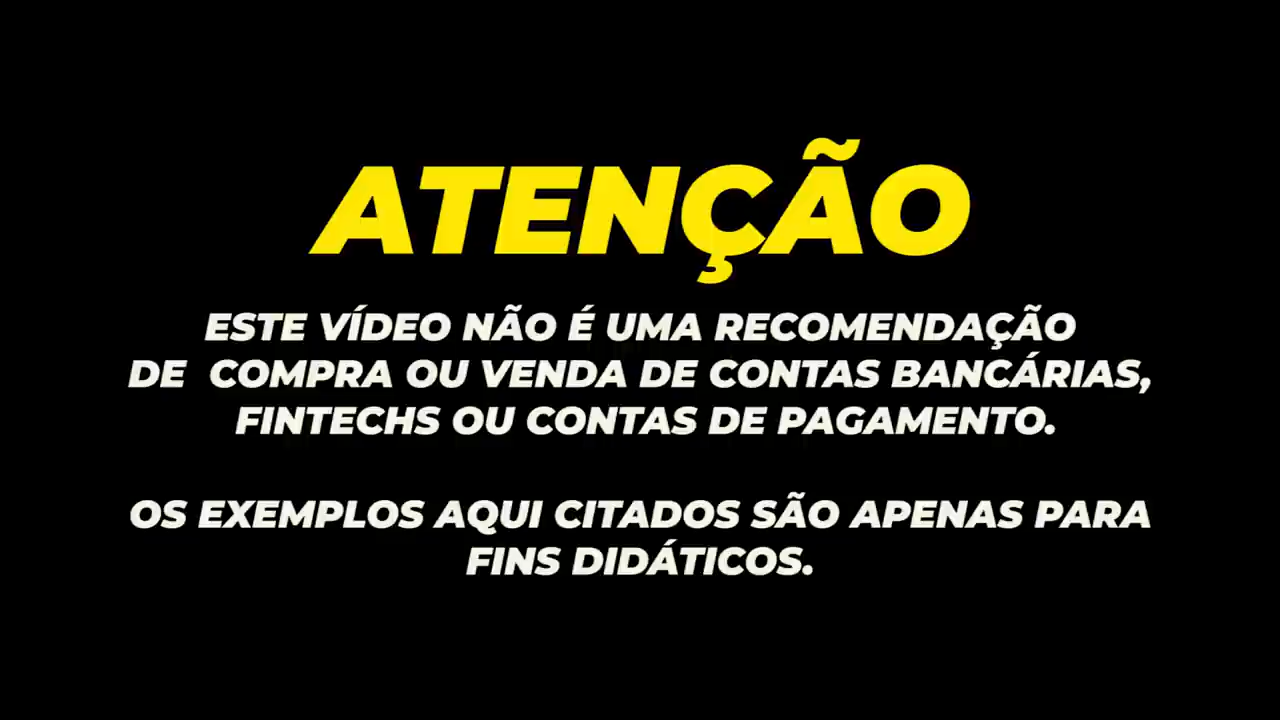 ATENÇÃO
ESTE VÍDEO NÃO É UMA RECOMENDAÇÃO
DE COMPRA OU VENDA DE CONTAS BANCÁRIAS,
FINTECHS OU CONTAS DE PAGAMENTO.
OS EXEMPLOS AQUI CITADOS SÃO APENAS PARA
FINS DIDÁTICOS.